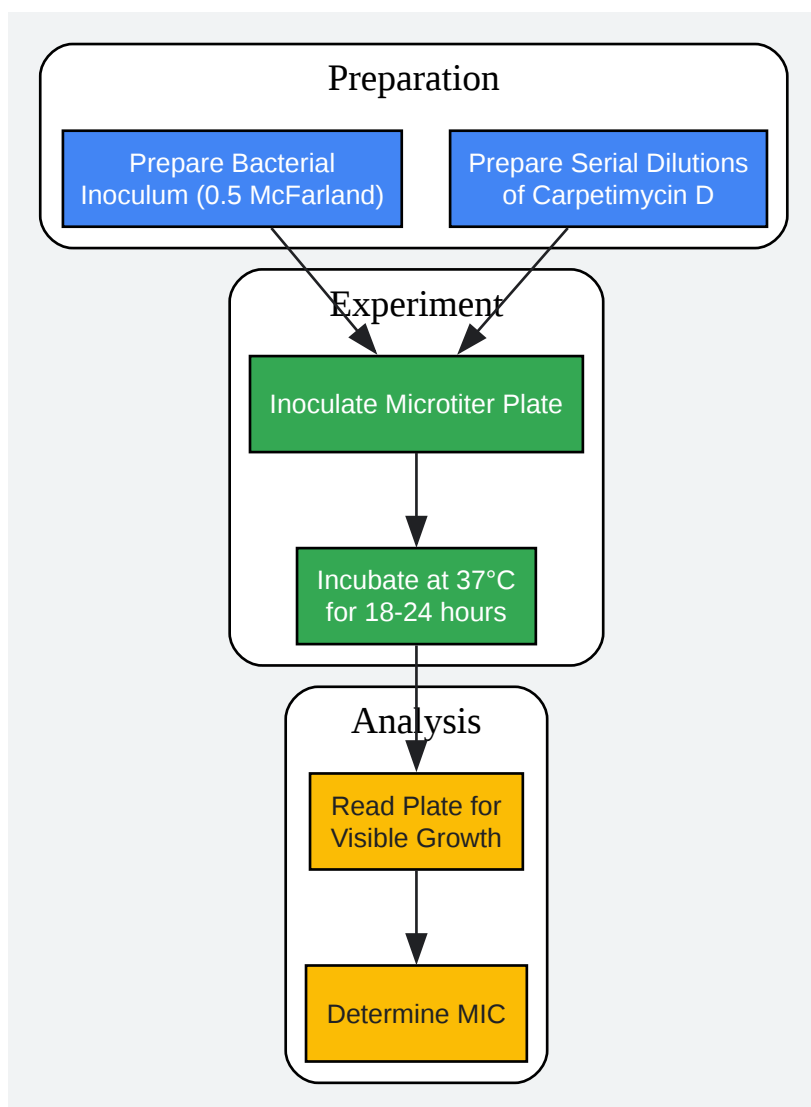 Preparation
Prepare Bacterial
Inoculum (0.5 McFarland)
Prepare Serial Dilutions
of Carpetimycin D
Experiment
Inoculate Microtiter Plate
Incubate at 37°C
for 18-24 hours
Analysis
Read Plate for
Visible Growth
Determine MIC